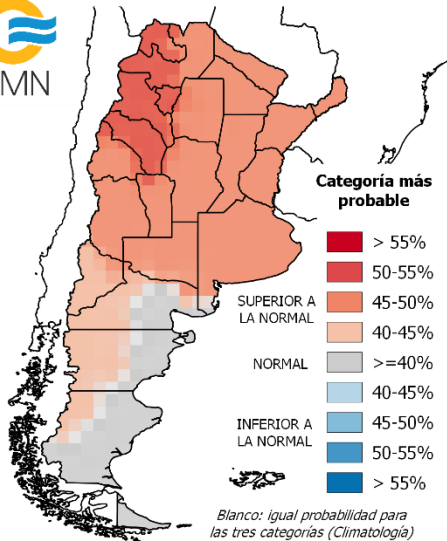 MN
Categoría más
probable
> 55%
50-55%
SUPERIOR A
LA NORMAL
45-50%
40-45%
NORMAL
>=40%
40-45%
INFERIOR A
LA NORMAL
45-50%
50-55%
> 55%
Blanco: igual probabilidad para
las tres categorías (Climatología)